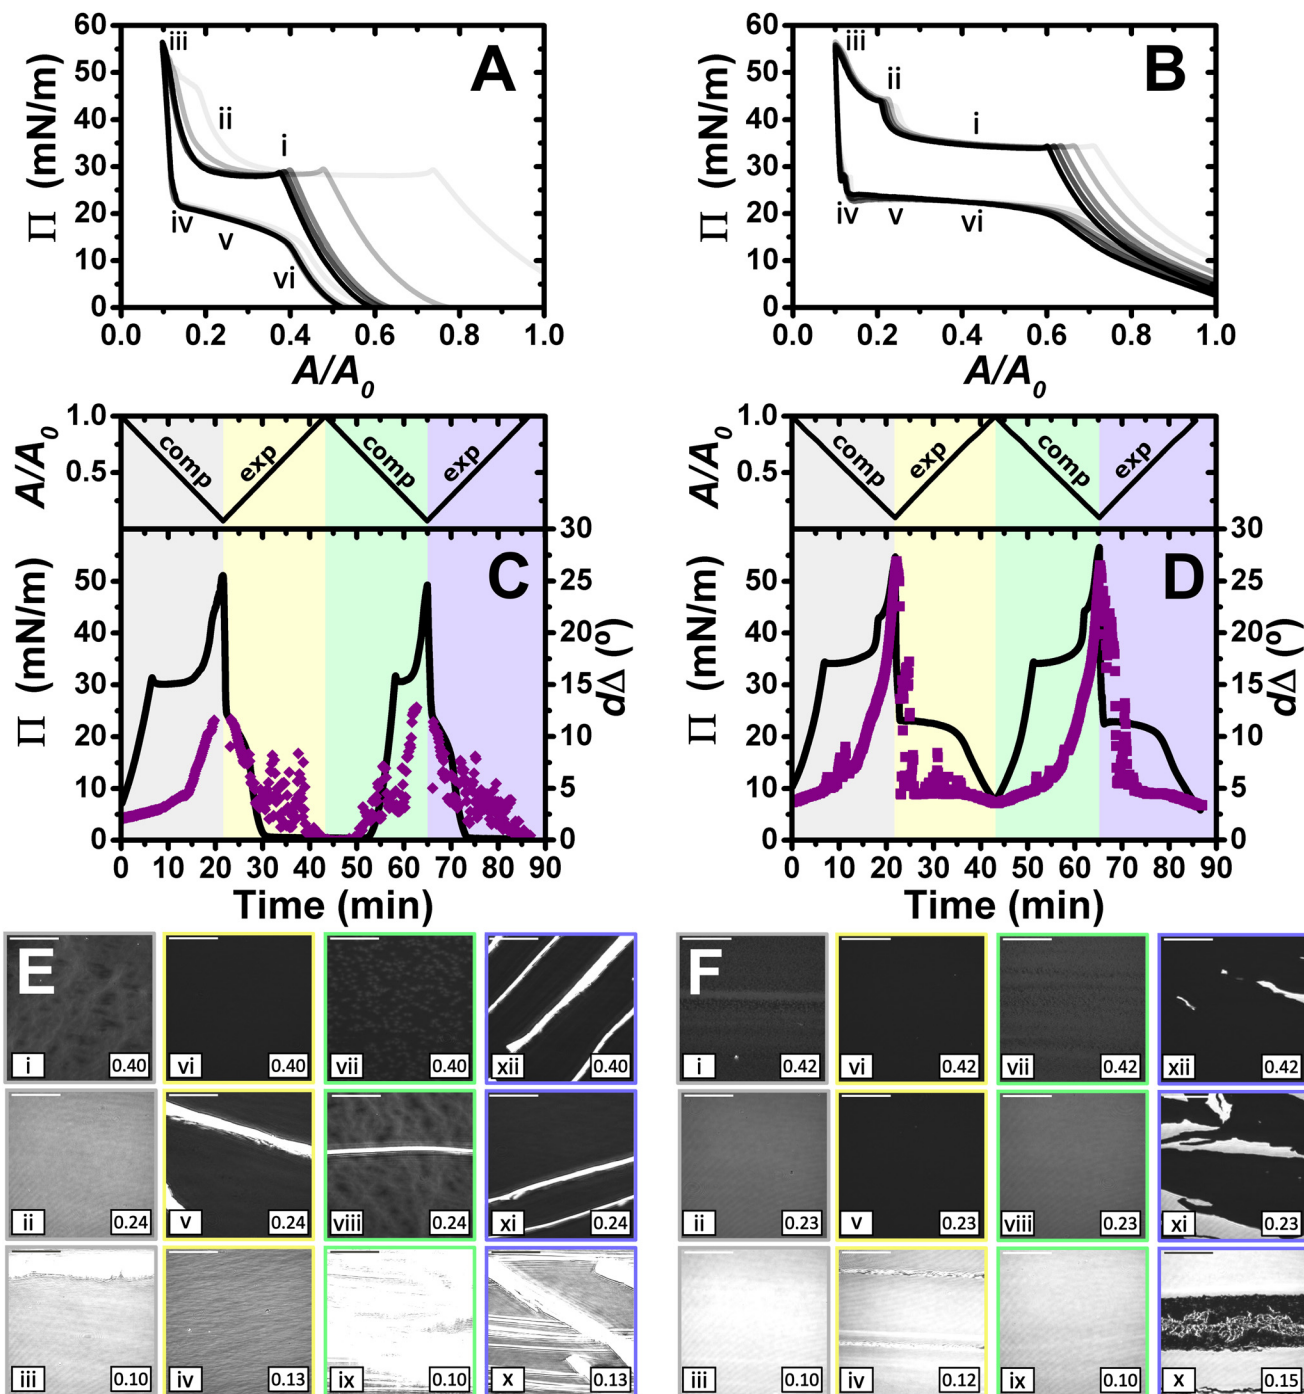 A
Π (mN/m)
60
50
40
30
20
10
0
iii
ii
i
iv
v
vi
0.0 0.2 0.4 0.6 0.8 1.0
A/A0
B
Π (mN/m)
60
50
40
30
20
10
0
iii
ii
i
iv
v
vi
0.0 0.2 0.4 0.6 0.8 1.0
A/A0
A/A0
1.0
0.5
comp
exp
comp
exp
C
Π (mN/m)
50
40
30
20
10
0
30
25
20
15
10
5
0
Δp (º)
0 10 20 30 40 50 60 70 80 90
Time (min)
A/A0
1.0
0.5
comp
exp
comp
exp
D
Π (mN/m)
50
40
30
20
10
0
30
25
20
15
10
5
0
Δp (º)
0 10 20 30 40 50 60 70 80 90
Time (min)
E
i 0.40
vi 0.40
vii 0.40
xii 0.40
ii 0.24
v 0.24
viii 0.24
xi 0.24
iii 0.10
iv 0.13
ix 0.10
x 0.13
F
i 0.42
vi 0.42
vii 0.42
xii 0.42
ii 0.23
v 0.23
viii 0.23
xi 0.23
iii 0.10
iv 0.12
ix 0.10
x 0.15